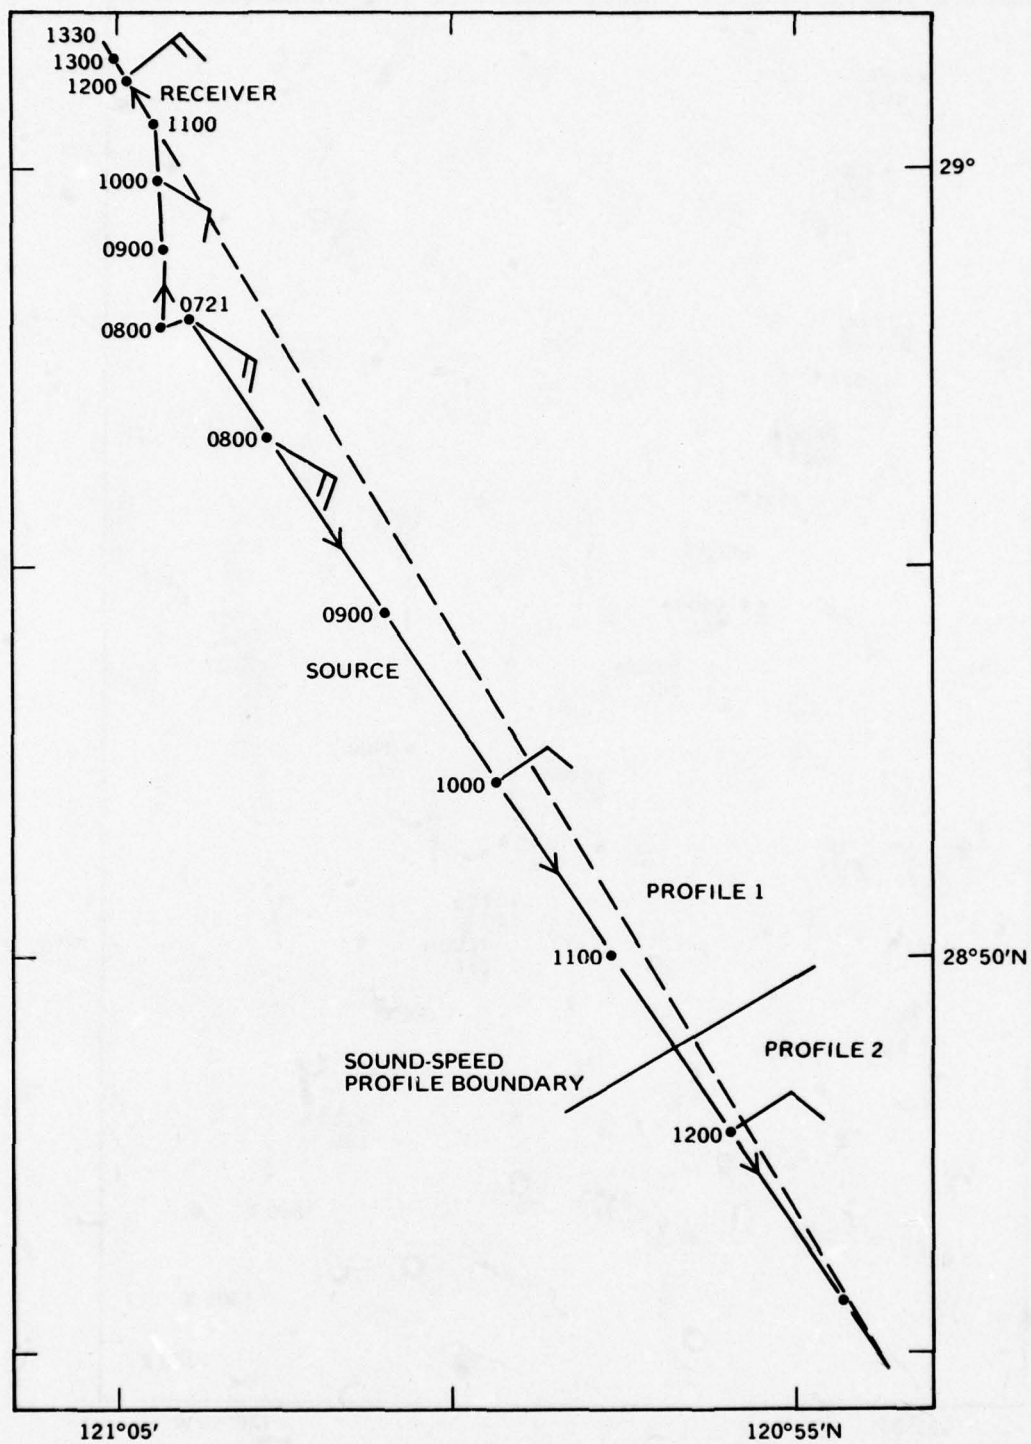 1330
1300
1200
RECEIVER
1100
29°
1000
0900
0721
0800
0800
0900
SOURCE
1000
PROFILE 1
1100
28°50'N
SOUND-SPEED
PROFILE BOUNDARY
PROFILE 2
1200
121°05'
120°55'N